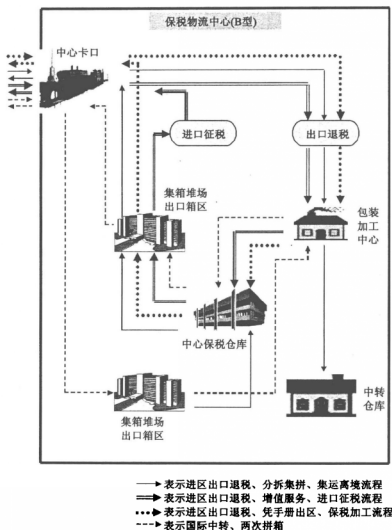 保税物流中心(B型)
中心卡口
进口征税
出口退税
集箱堆场
出口箱区
包装
加工
中心
中心保税仓库
集箱堆场
出口箱区
中转
仓库
表示进区出口退税、分拆集拼、集运离境流程
表示进区出口退税、增值服务、进口征税流程
表示进区出口退税、凭手册出区、保税加工流程
表示国际中转、两次拼箱